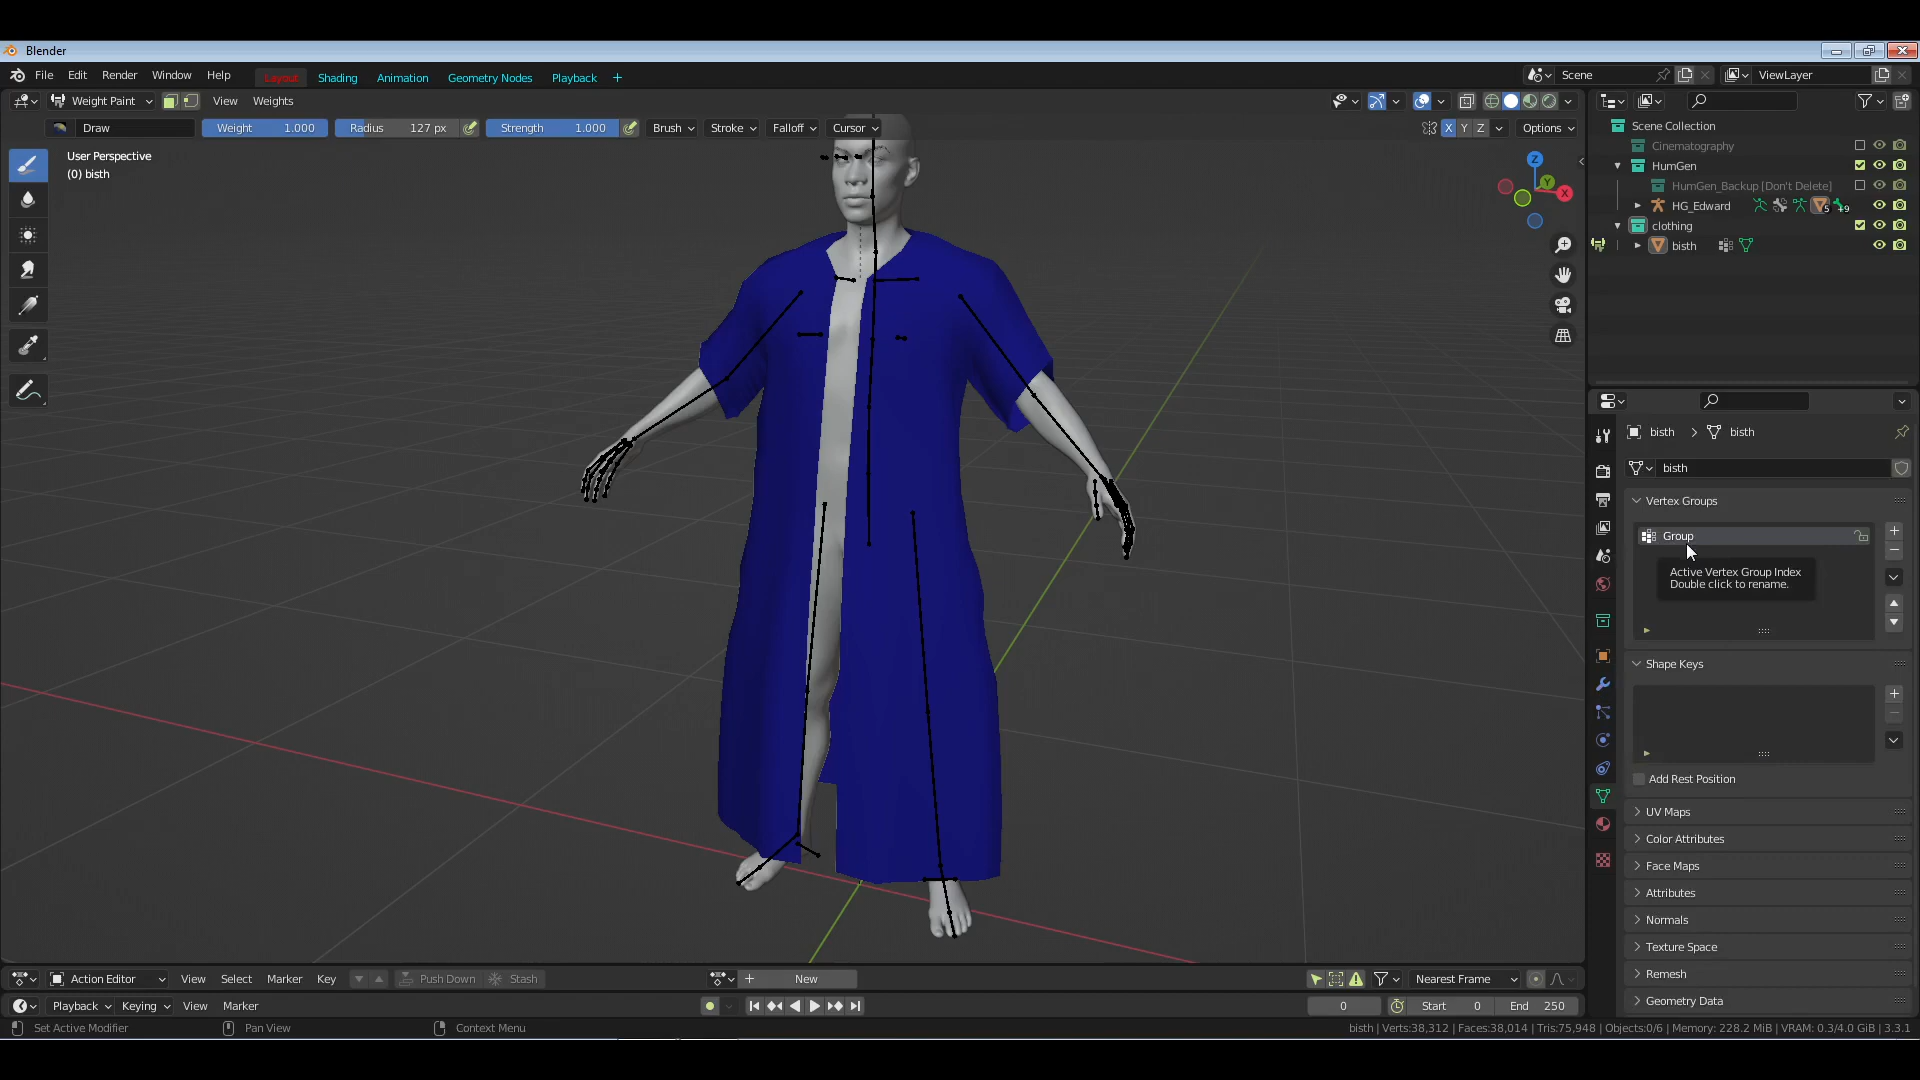 Blender
File Edit Render Window Help Layout Shading Animation Geometry Nodes Playback + Scene ViewLayer
Weight Paint View Weights
Draw Weight 1.000 Radius 127 px Strength 1.000 Brush Stroke Falloff Cursor X Y Z Options
User Perspective
(0) bisth
Z
Y
X
Scene Collection
Cinematography
HumGen
HumGen_Backup [Don't Delete]
HG_Edward 5 +9
clothing
bisth
bisth > bisth
bisth
Vertex Groups
Group
Active Vertex Group Index
Double click to rename.
Shape Keys
Add Rest Position
UV Maps
Color Attributes
Face Maps
Attributes
Normals
Texture Space
Remesh
Geometry Data
Action Editor View Select Marker Key Push Down Stash + New Nearest Frame
Playback Keying View Marker 0 Start 0 End 250
Set Active Modifier Pan View Context Menu bisth | Verts:38,312 | Faces:38,014 | Tris:75,948 | Objects:0/6 | Memory: 228.2 MiB | VRAM: 0.3/4.0 GiB | 3.3.1